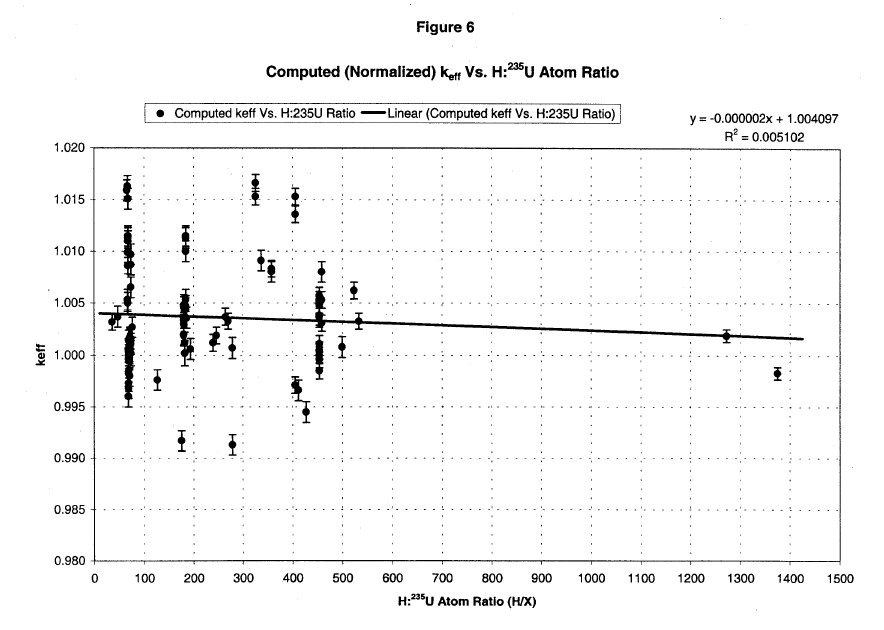 Figure 6
Computed (Normalized) keff Vs. H:235U Atom Ratio
Computed keff Vs. H:235U Ratio Linear (Computed keff Vs. H:235U Ratio)
y = -0.000002x + 1.004097
R2 = 0.005102
1.020
1.015
1.010
1.005
1.000
0.995
0.990
0.985
0.980
keff
0 100 200 300 400 500 600 700 800 900 1000 1100 1200 1300 1400 1500
H:235U Atom Ratio (H/X)